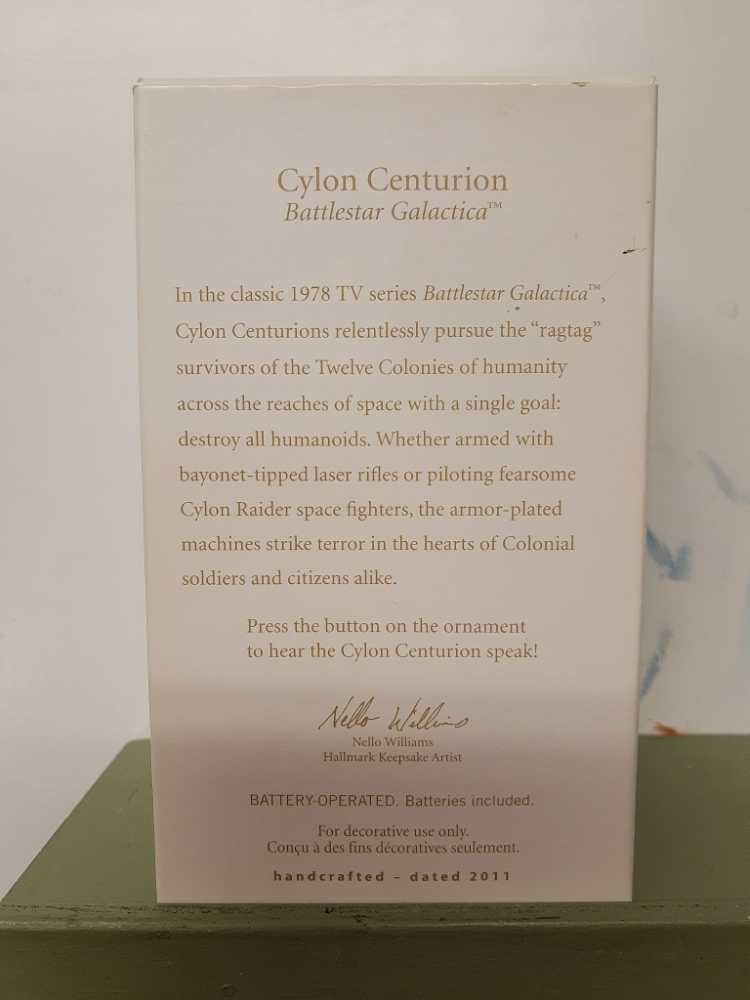 Cylon Centurion
Battlestar Galactica™
In the classic 1978 TV series Battlestar Galactica™,
Cylon Centurions relentlessly pursue the “ragtag”
survivors of the Twelve Colonies of humanity
across the reaches of space with a single goal:
destroy all humanoids. Whether armed with
bayonet-tipped laser rifles or piloting fearsome
Cylon Raider space fighters, the armor-plated
machines strike terror in the hearts of Colonial
soldiers and citizens alike.
Press the button on the ornament
to hear the Cylon Centurion speak!
Nello Williams
Nello Williams
Hallmark Keepsake Artist
BATTERY-OPERATED. Batteries included.
For decorative use only.
Conçu à des fins décoratives seulement.
handcrafted – dated 2011